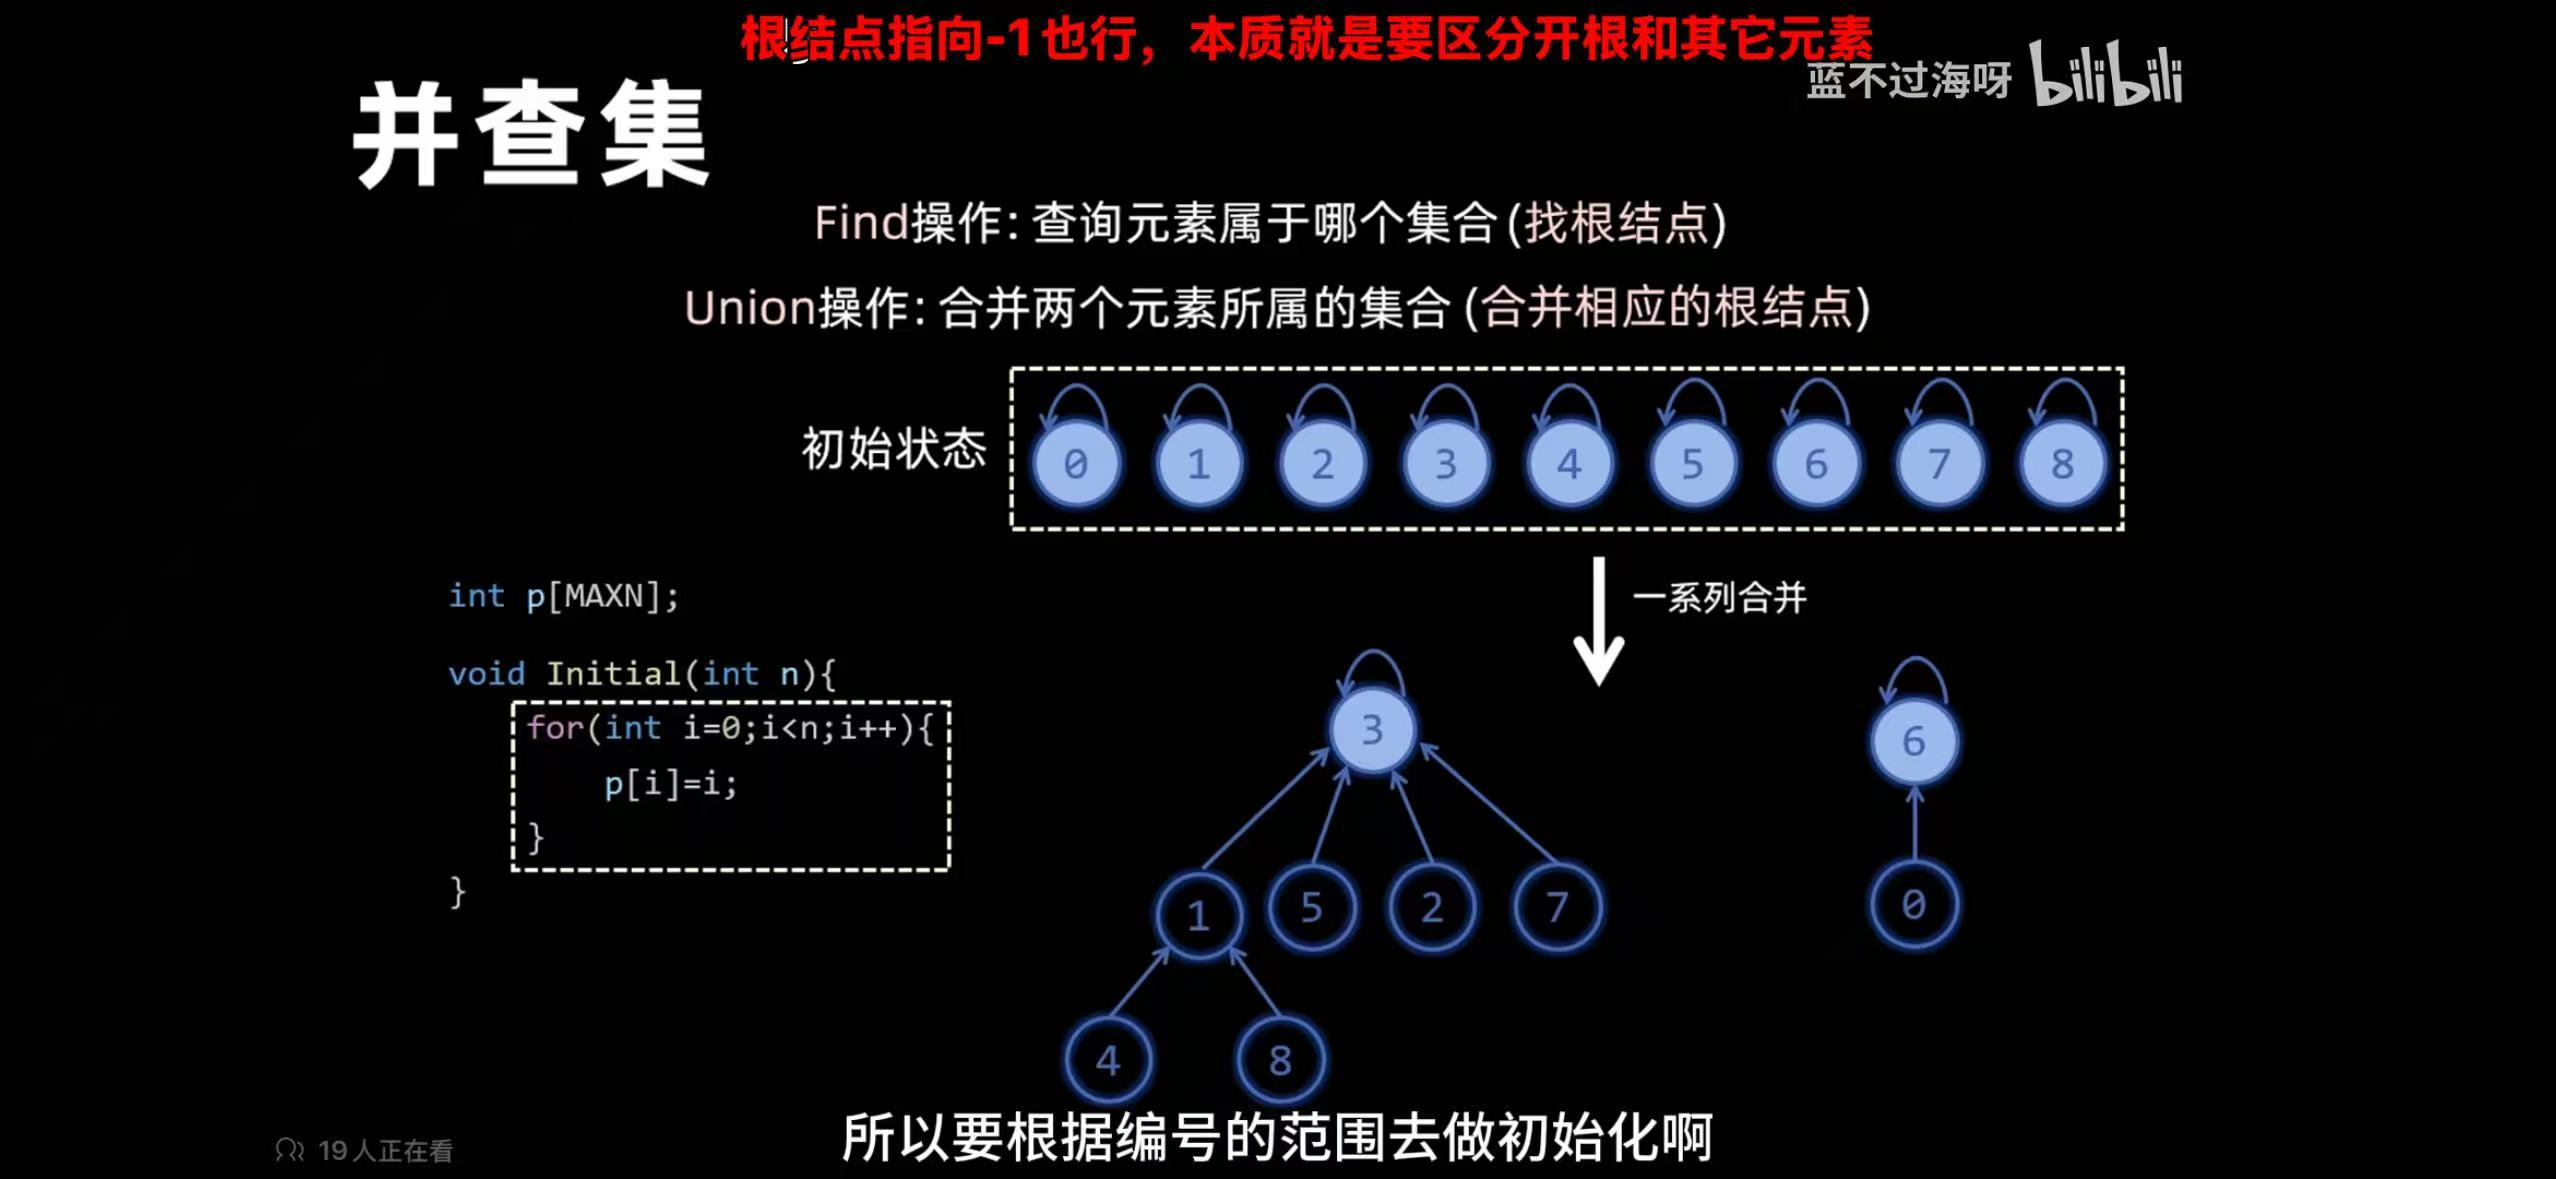 根结点指向-1也行，本质就是要区分开根和其它元素
蓝不过海呀 bilibili
并查集
Find操作: 查询元素属于哪个集合(找根结点)
Union操作: 合并两个元素所属的集合(合并相应的根结点)
初始状态 0 1 2 3 4 5 6 7 8
一系列合并
int p[MAXN];
void Initial(int n){
for(int i=0;i<n;i++){
p[i]=i;
}
}
3 6
1 5 2 7 0
4 8
所以要根据编号的范围去做初始化啊
19人正在看